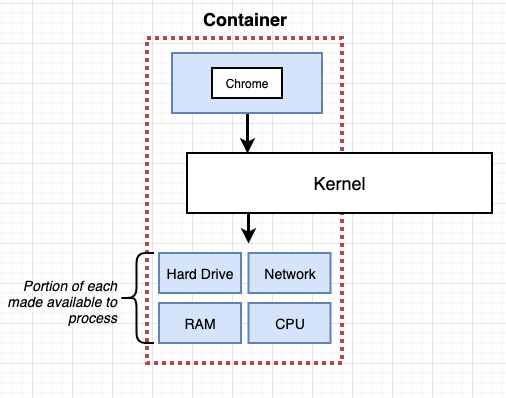 Container
Chrome
Kernel
Hard Drive
Network
Portion of each
made available to
process
RAM
CPU